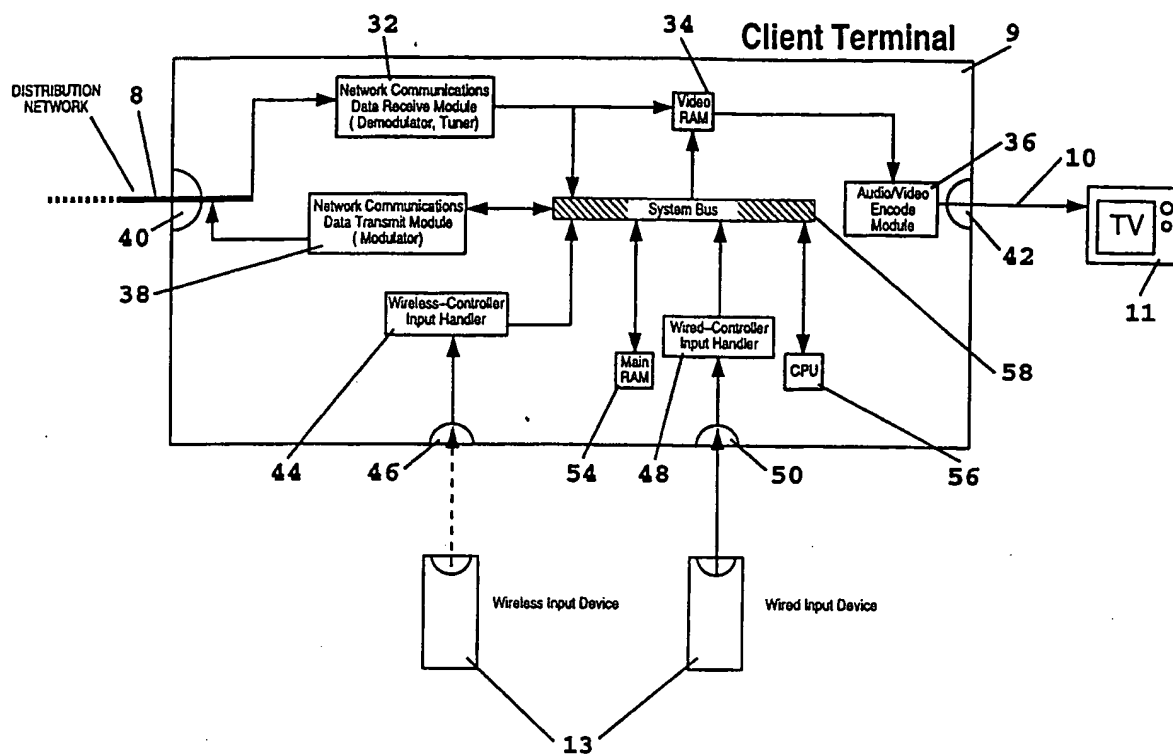 32
34
Client Terminal
9
DISTRIBUTION
NETWORK
8
Network Communications
Data Receive Module
( Demodulator, Tuner)
Video
RAM
36
10
Audio/Video
Encode
Module
TV
40
Network Communications
Data Transmit Module
( Modulator)
System Bus
42
11
38
Wireless-Controller
Input Handler
Wired-Controller
Input Handler
Main
RAM
CPU
58
44
46
54
48
50
56
Wireless Input Device
Wired Input Device
13